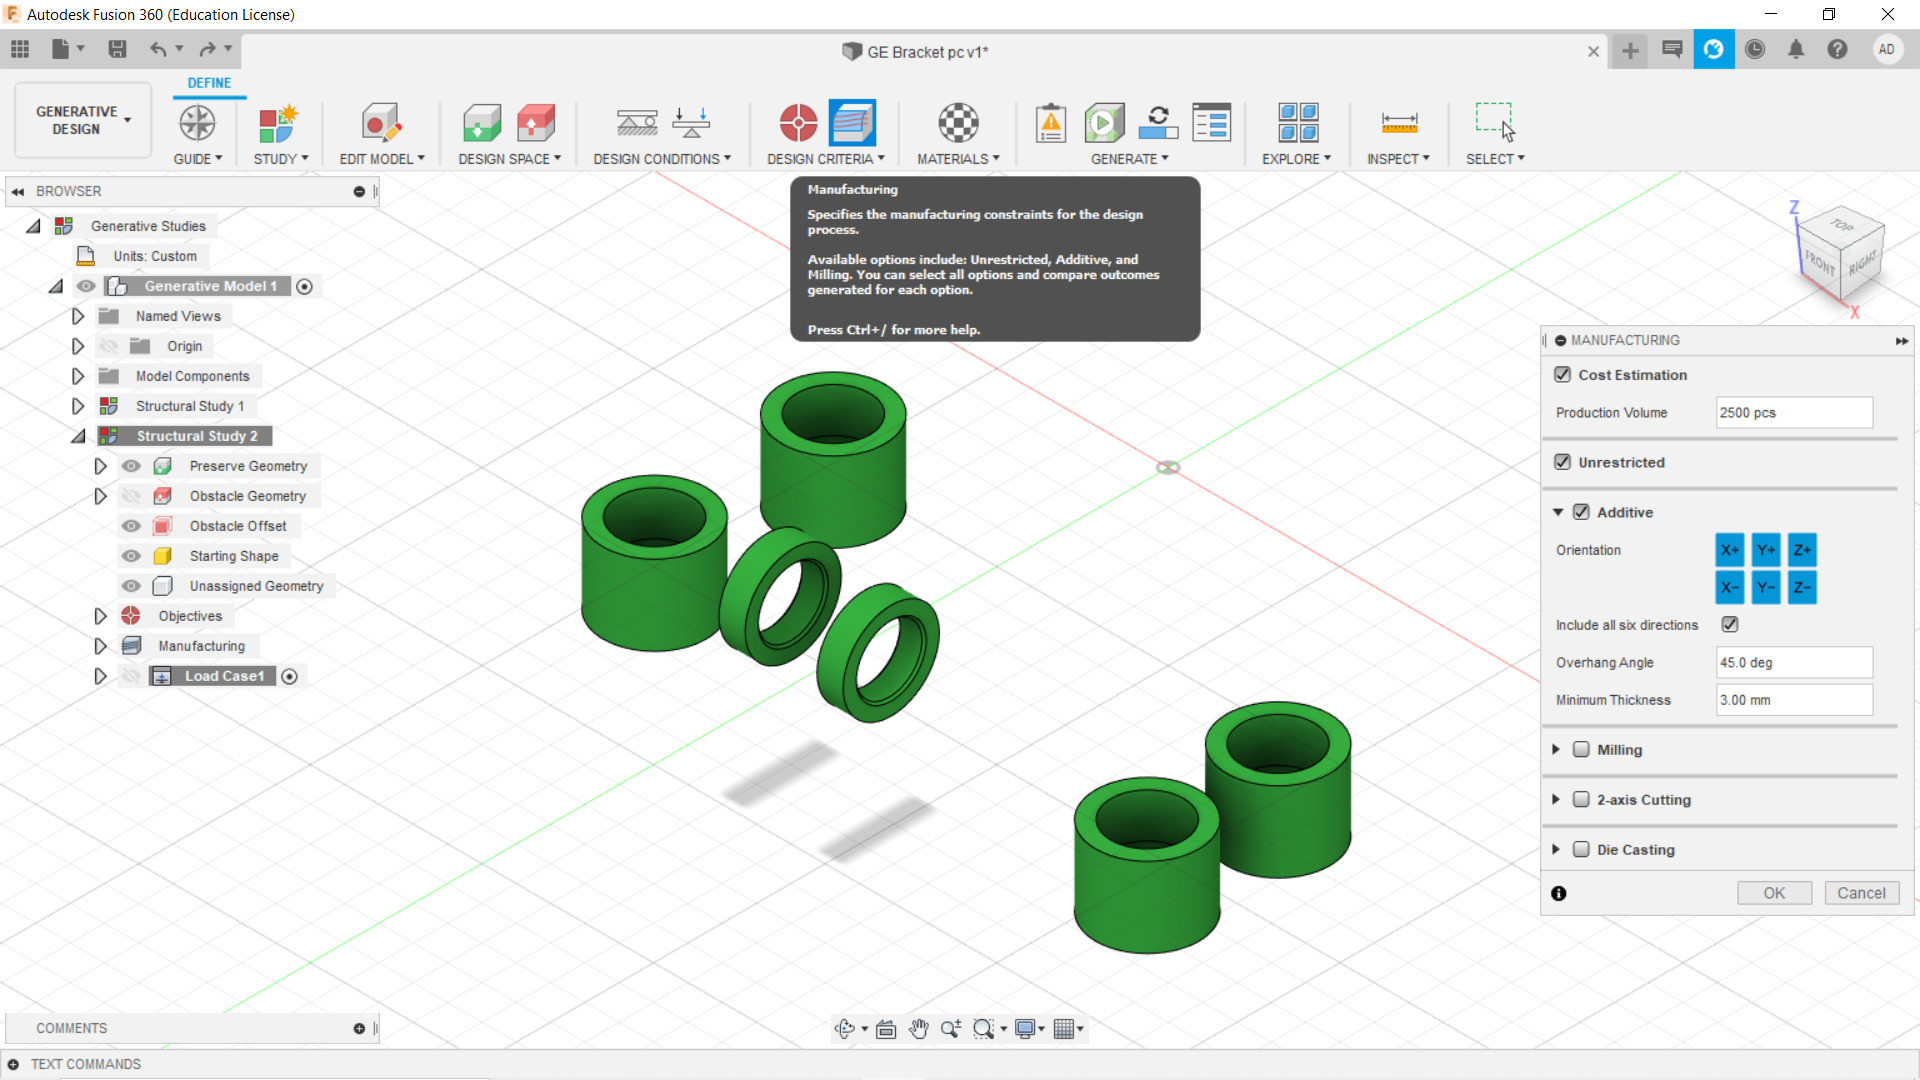 Autodesk Fusion 360 (Education License)
GE Bracket pc v1*
AD
DEFINE
GENERATIVE
DESIGN
GUIDE
STUDY
EDIT MODEL
DESIGN SPACE
DESIGN CONDITIONS
DESIGN CRITERIA
MATERIALS
GENERATE
EXPLORE
INSPECT
SELECT
BROWSER
Generative Studies
Units: Custom
Generative Model 1
Named Views
Origin
Model Components
Structural Study 1
Structural Study 2
Preserve Geometry
Obstacle Geometry
Obstacle Offset
Starting Shape
Unassigned Geometry
Objectives
Manufacturing
Load Case1
Manufacturing
Specifies the manufacturing constraints for the design
process.
Available options include: Unrestricted, Additive, and
Milling. You can select all options and compare outcomes
generated for each option.
Press Ctrl+/ for more help.
Z
TOP
FRONT
RIGHT
X
MANUFACTURING
Cost Estimation
Production Volume 2500 pcs
Unrestricted
Additive
Orientation X+ Y+ Z+
X- Y- Z-
Include all six directions
Overhang Angle 45.0 deg
Minimum Thickness 3.00 mm
Milling
2-axis Cutting
Die Casting
OK Cancel
COMMENTS
TEXT COMMANDS